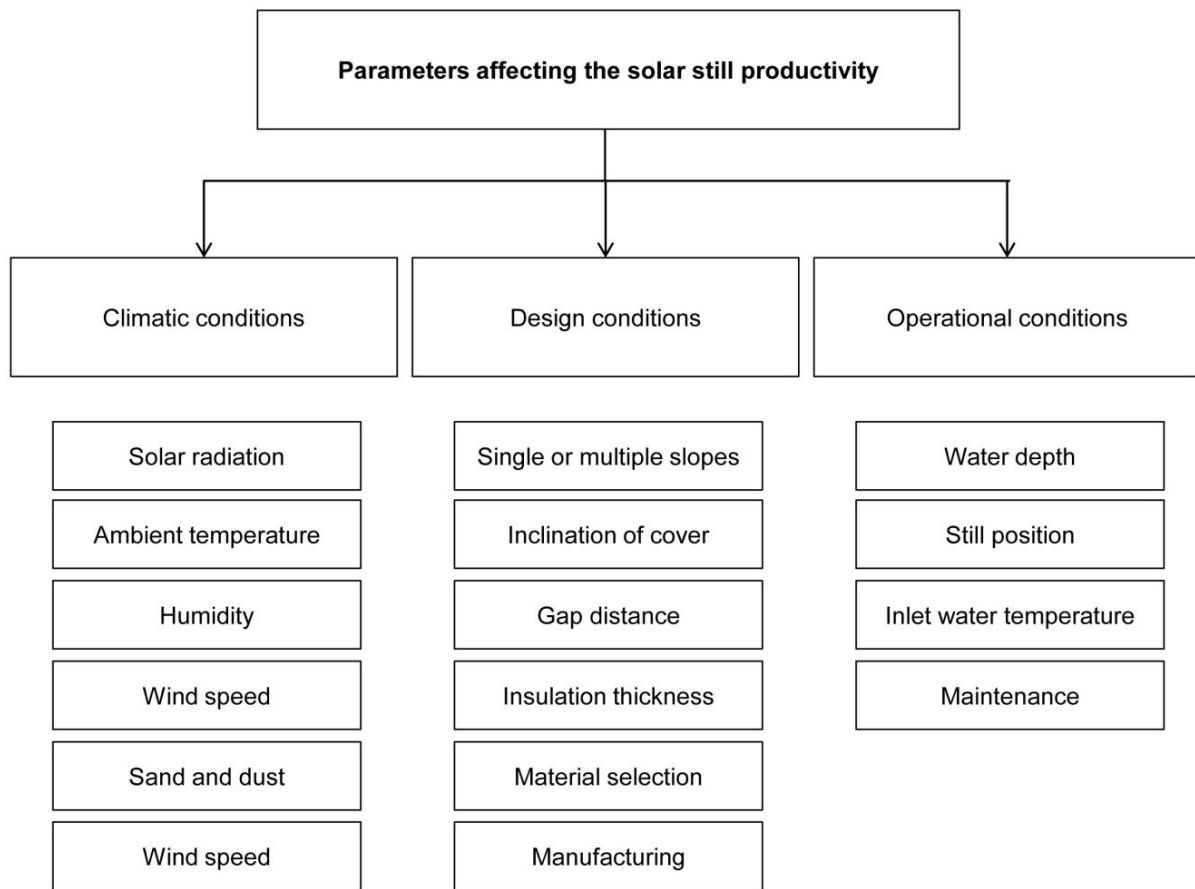 Parameters affecting the solar still productivity
Climatic conditions
Design conditions
Operational conditions
Solar radiation
Single or multiple slopes
Water depth
Ambient temperature
Inclination of cover
Still position
Humidity
Gap distance
Inlet water temperature
Wind speed
Insulation thickness
Maintenance
Sand and dust
Material selection
Wind speed
Manufacturing